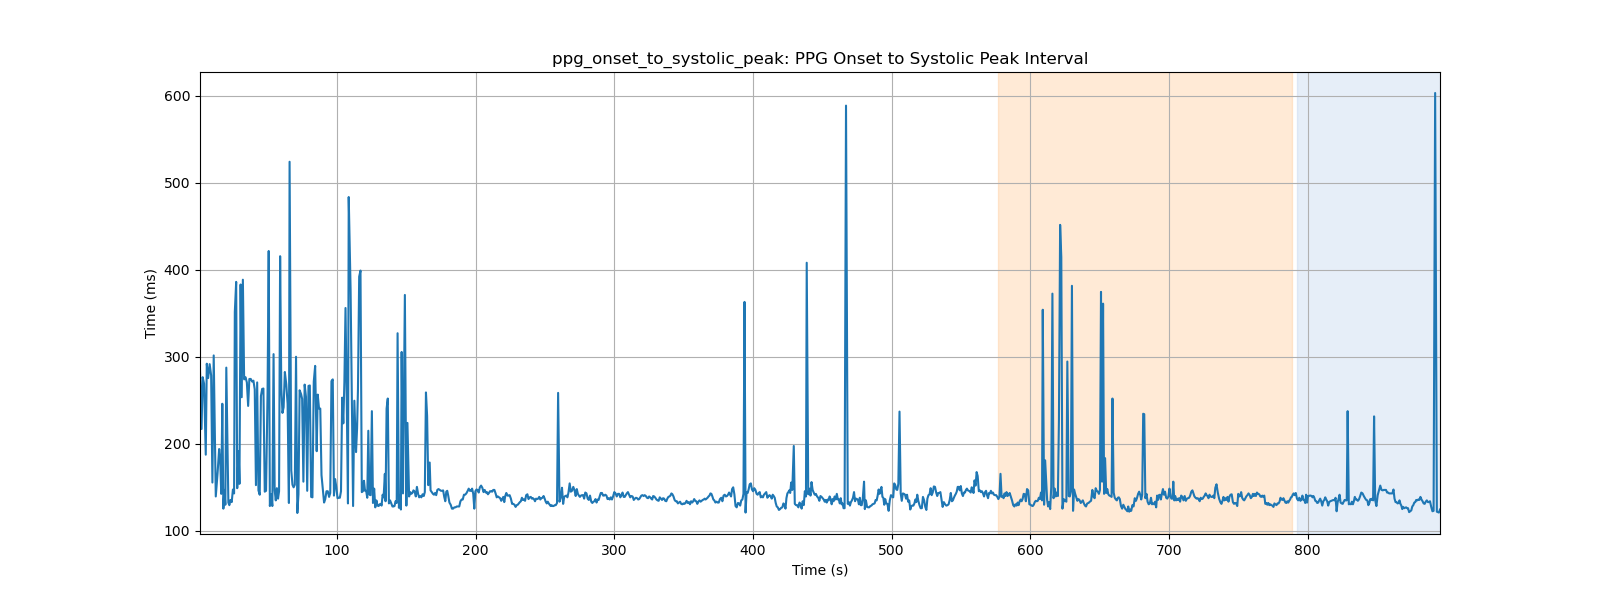 ppg_onset_to_systolic_peak: PPG Onset to Systolic Peak Interval
600
500
400
300
200
100
Time (ms)
100 200 300 400 500 600 700 800
Time (s)